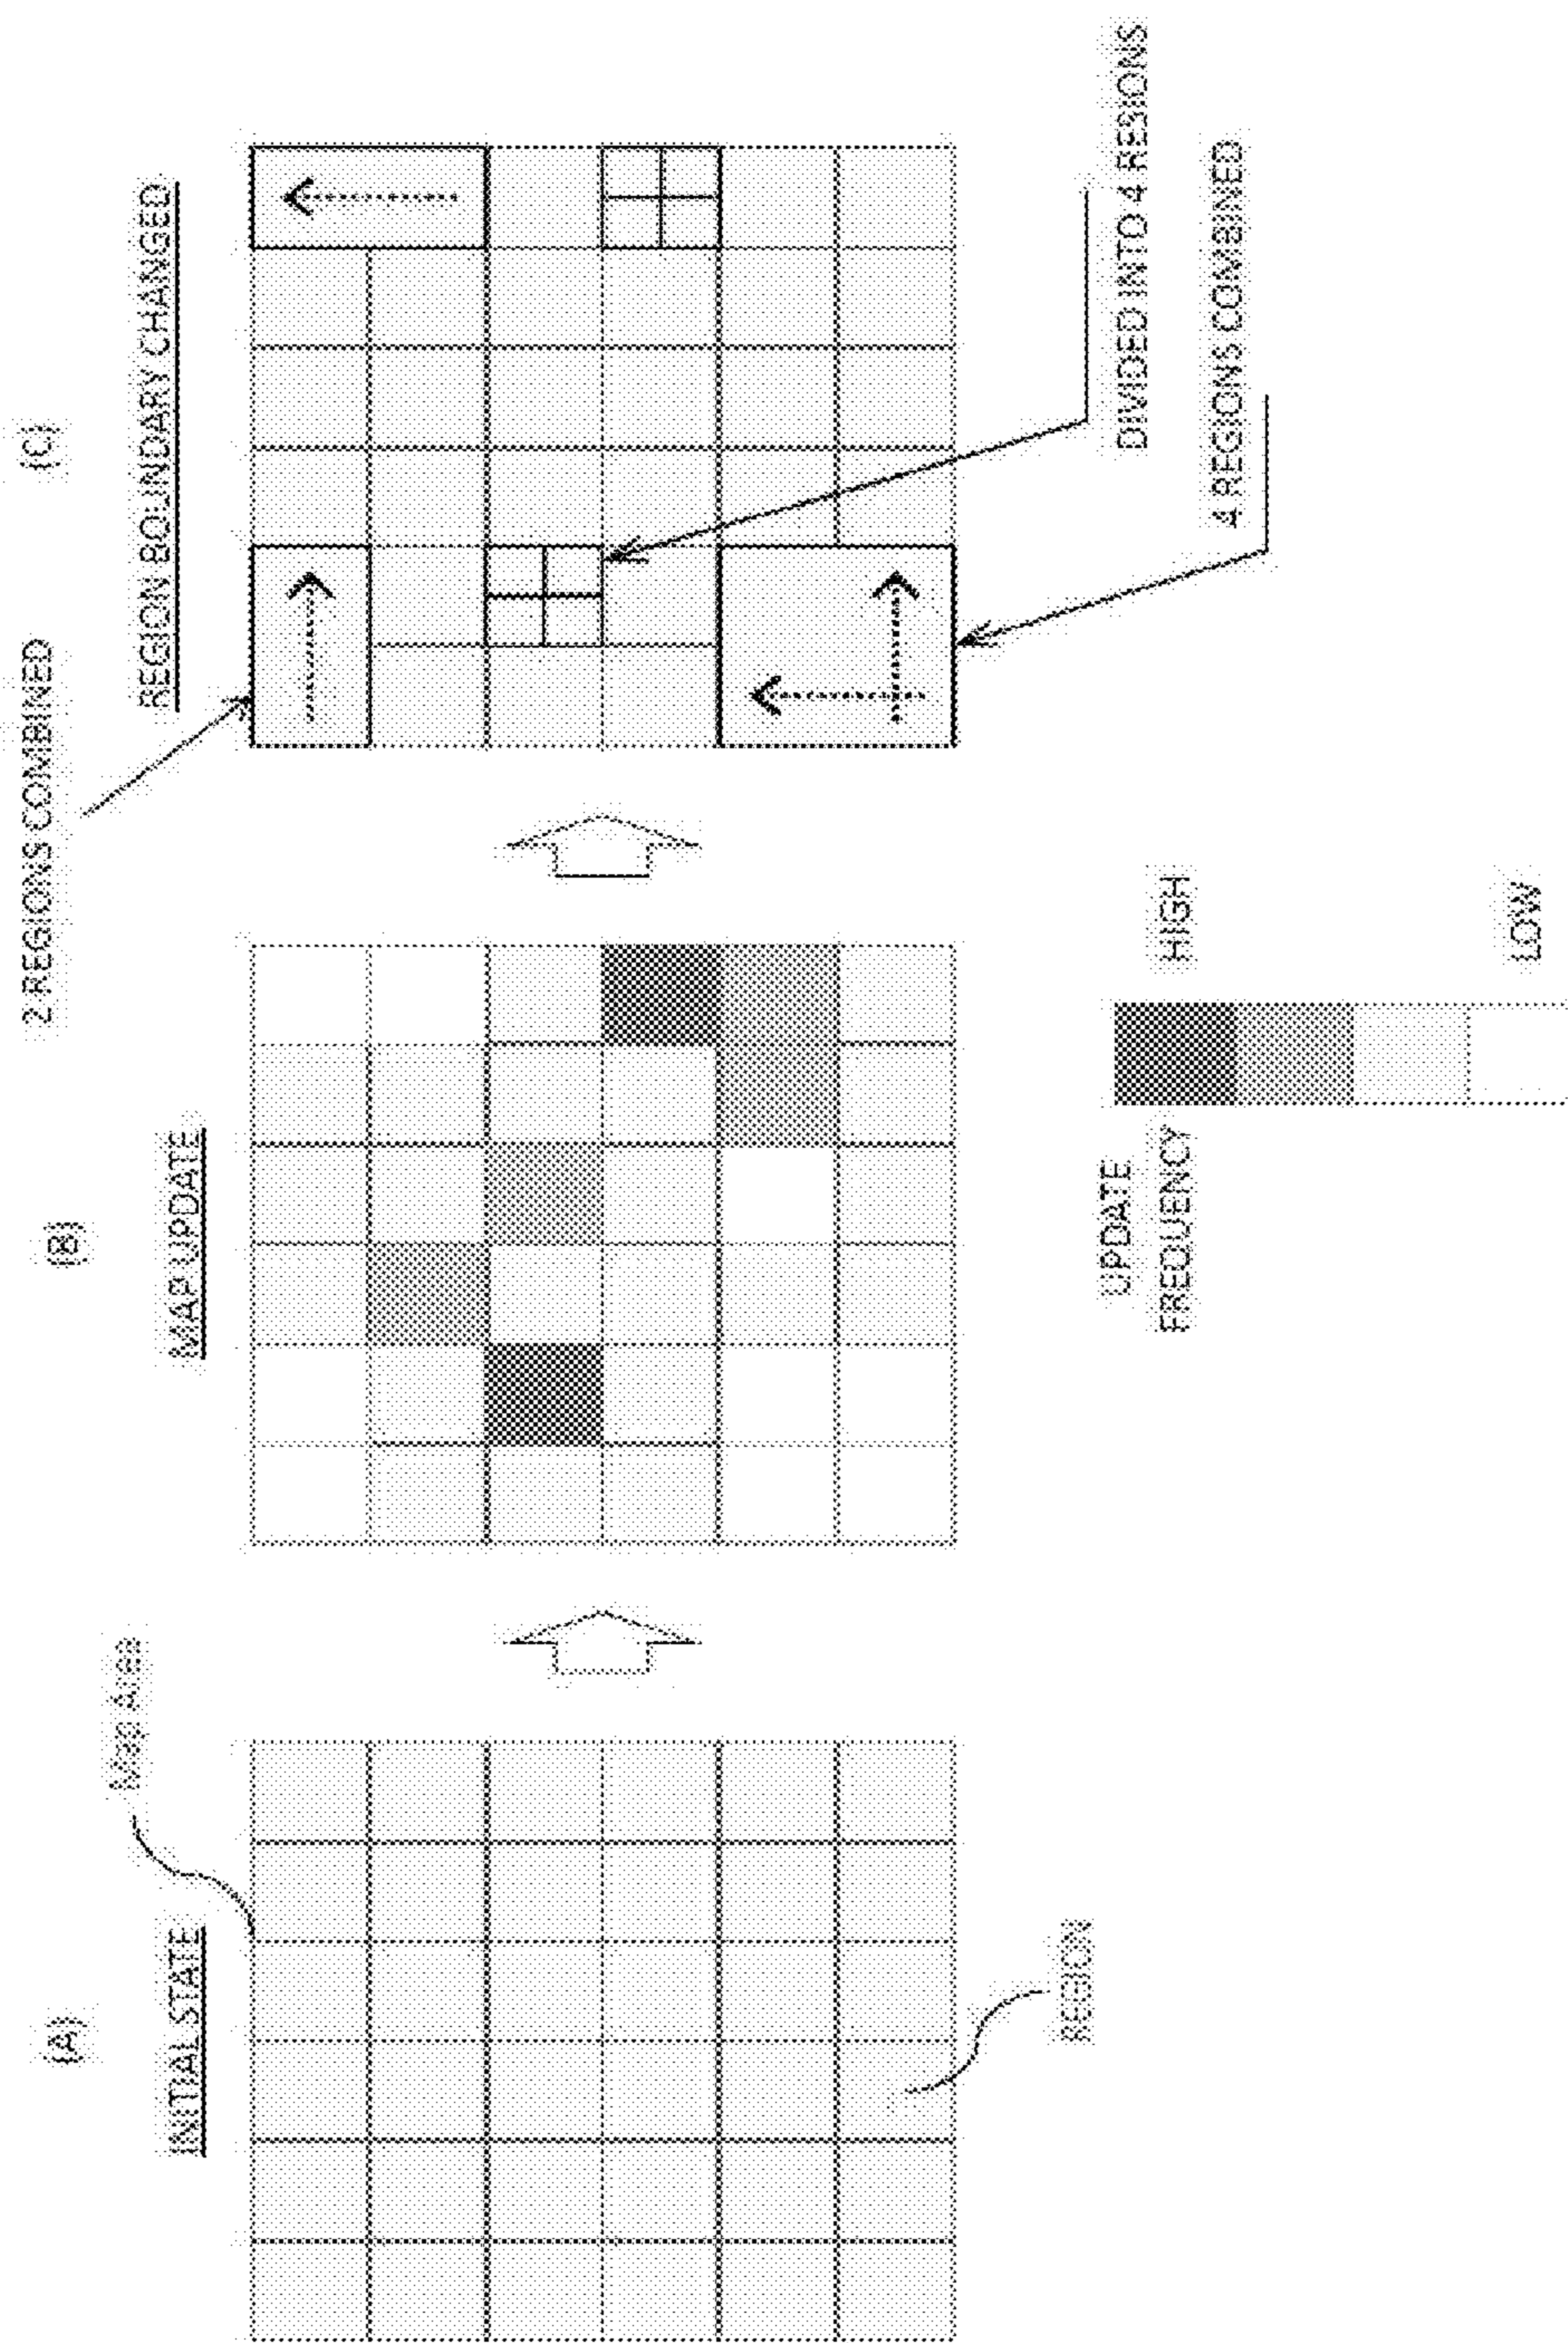 (A)
INITIAL STATE
Map Area
REGION
(B)
MAP UPDATE
UPDATE
FREQUENCY
HIGH
LOW
(C)
2 REGIONS COMBINED
REGION BOUNDARY CHANGED
DIVIDED INTO 4 RESIONS
4 REGIONS COMBINED